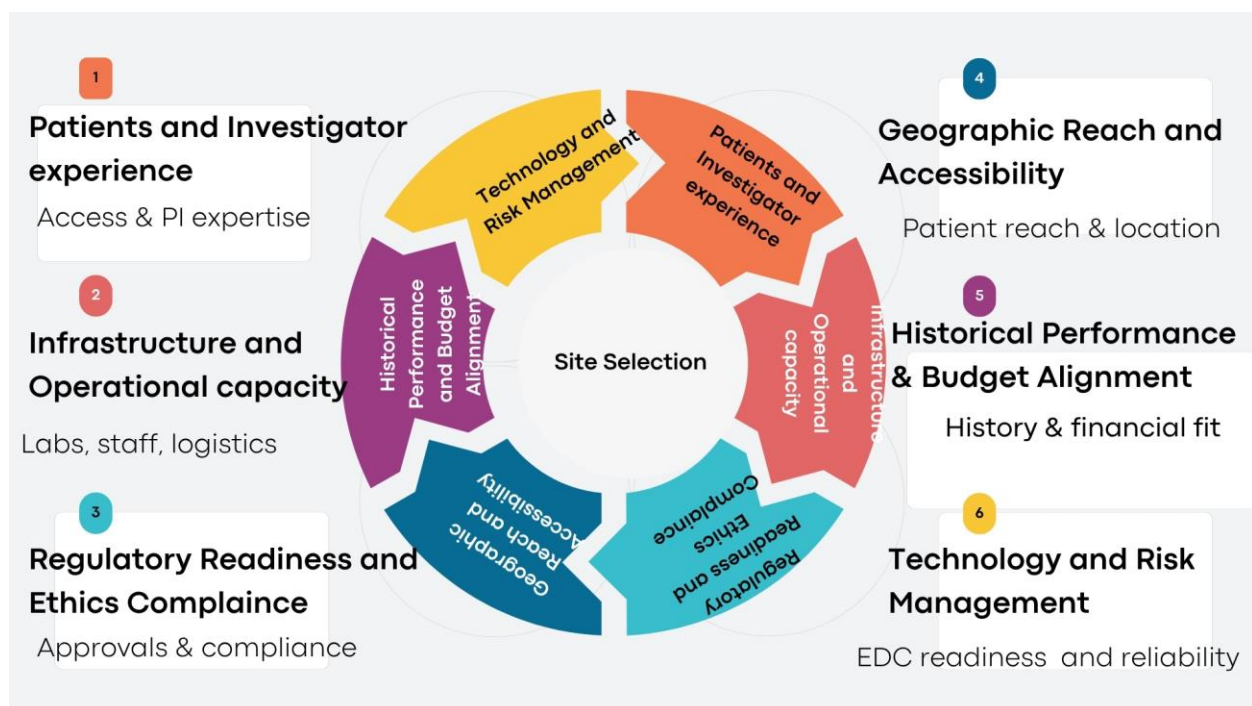 1
Patients and Investigator
experience
Access & PI expertise
2
Infrastructure and
Operational capacity
Labs, staff, logistics
3
Regulatory Readiness and
Ethics Complaince
Approvals & compliance
Technology and
Risk Management
Patients and
Investigator
experience
Infrastructure
and
Operational
capacity
Regulatory
Readiness and
Ethics
Complaince
Geographic
Reach and
Accessibility
Historical
Performance
and Budget
Alignment
Site Selection
4
Geographic Reach and
Accessibility
Patient reach & location
5
Historical Performance
& Budget Alignment
History & financial fit
6
Technology and Risk
Management
EDC readiness and reliability